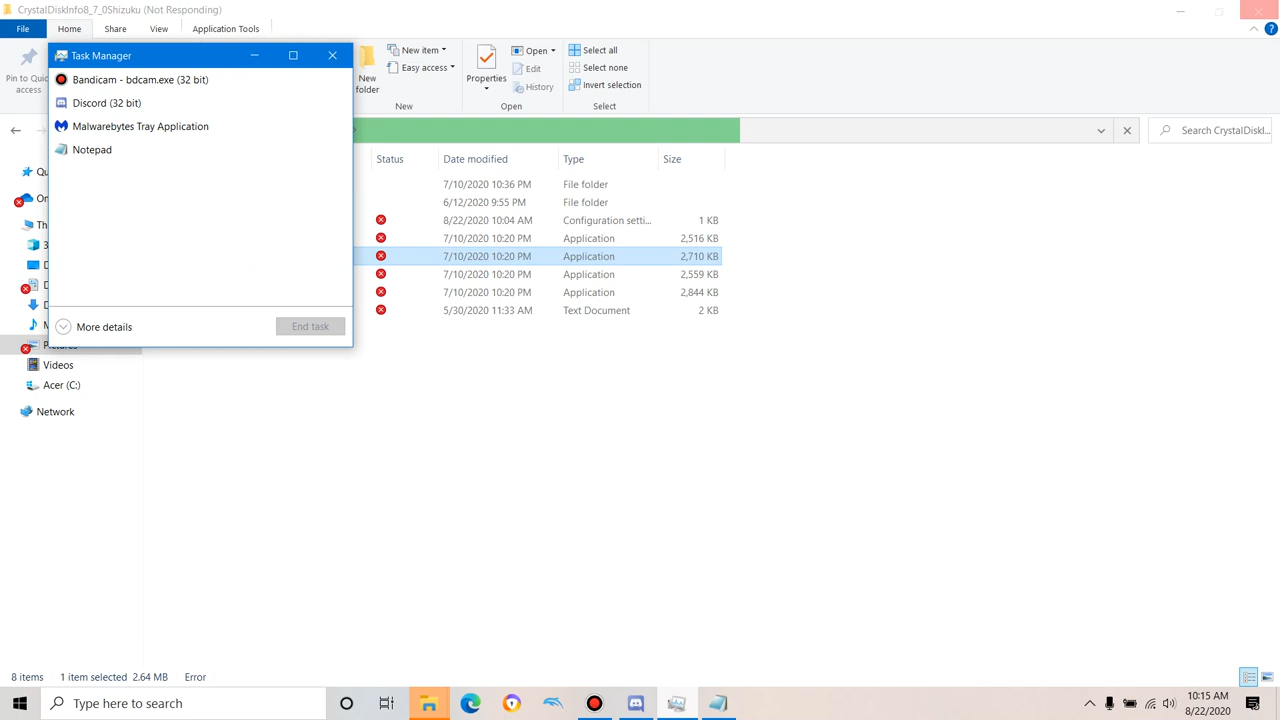 CrystalDiskInfo8_7_0Shizuku (Not Responding)
File Home Share View Application Tools
Task Manager
Bandicam - bdcam.exe (32 bit)
Discord (32 bit)
Malwarebytes Tray Application
Notepad
More details
End task
Pin to Quic
access
New
folder
New item
Easy access
New
Properties
Open
Edit
History
Open
Select all
Select none
Invert selection
Select
Search CrystalDiskI...
Status Date modified Type Size
7/10/2020 10:36 PM File folder
6/12/2020 9:55 PM File folder
8/22/2020 10:04 AM Configuration setti... 1 KB
7/10/2020 10:20 PM Application 2,516 KB
7/10/2020 10:20 PM Application 2,710 KB
7/10/2020 10:20 PM Application 2,559 KB
7/10/2020 10:20 PM Application 2,844 KB
5/30/2020 11:33 AM Text Document 2 KB
Qu
On
Th
3
D
D
D
M
Pictures
Videos
Acer (C:)
Network
8 items 1 item selected 2.64 MB Error
Type here to search
10:15 AM
8/22/2020